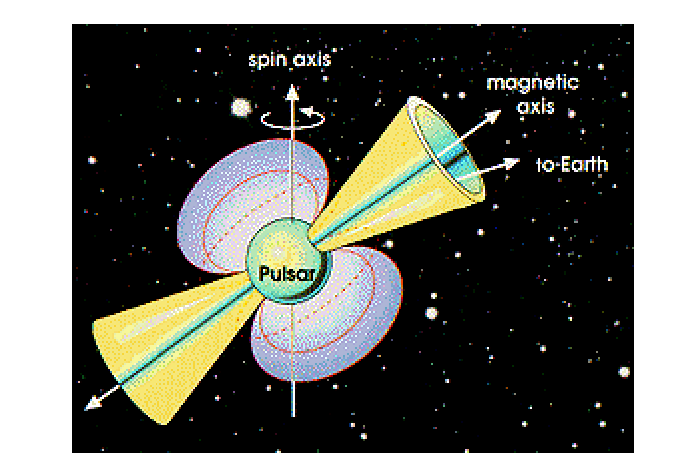 spin axis
magnetic
axis
to Earth
Pulsar